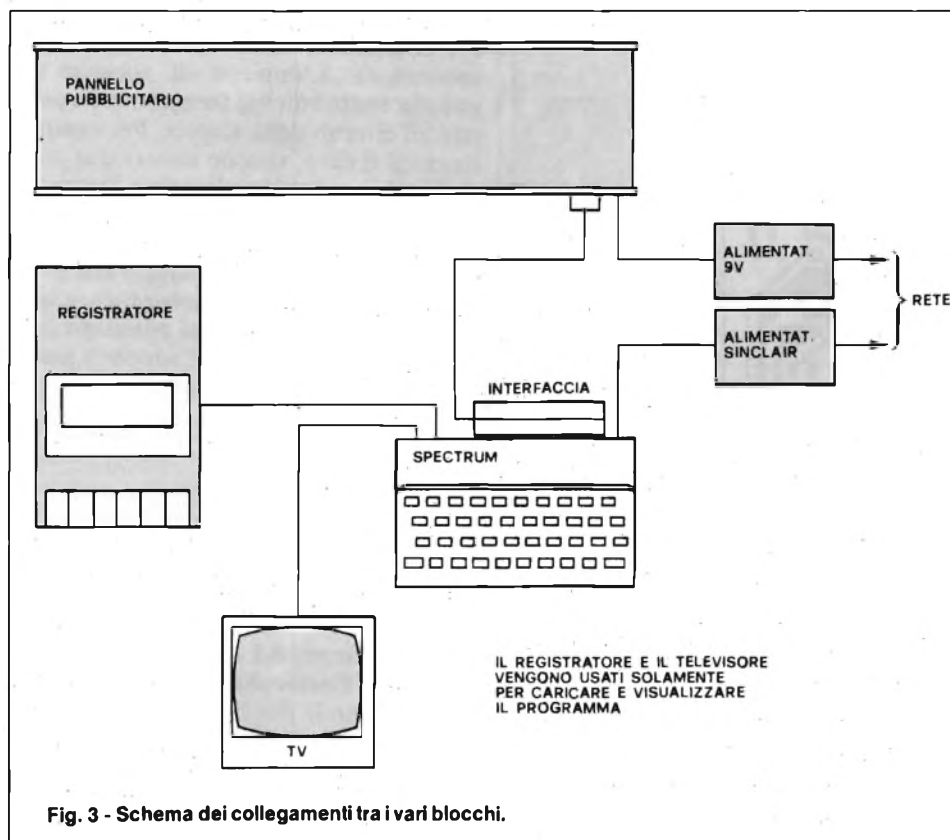 PANNELLO
PUBBLICITARIO
ALIMENTAT.
9V
RETE
ALIMENTAT.
SINCLAIR
REGISTRATORE
INTERFACCIA
SPECTRUM
IL REGISTRATORE E IL TELEVISORE
VENGONO USATI SOLAMENTE
PER CARICARE E VISUALIZZARE
IL PROGRAMMA
TV
Fig. 3 - Schema dei collegamenti tra i vari blocchi.